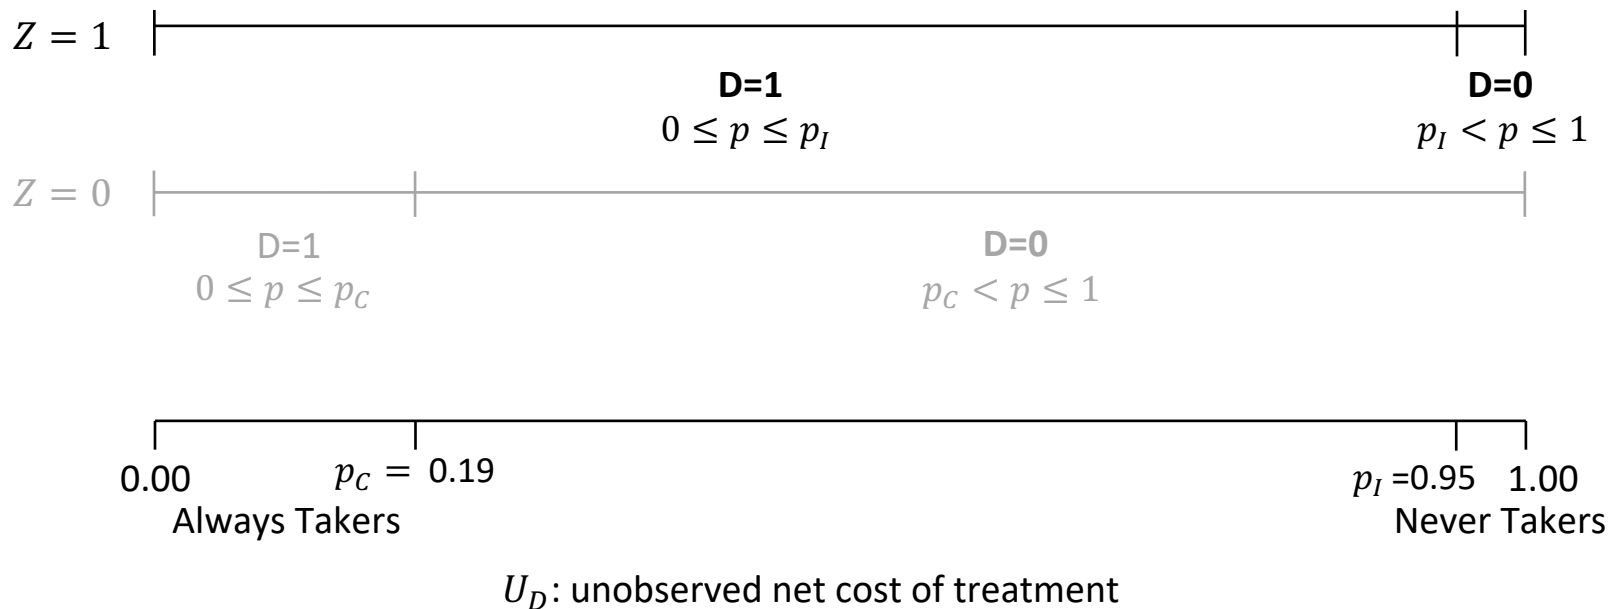 Z = 1
D=1 D=0
0 ≤ p ≤ p_I p_I < p ≤ 1
Z = 0
D=1 D=0
0 ≤ p ≤ p_C p_C < p ≤ 1
0.00 p_C = 0.19 p_I =0.95 1.00
Always Takers Never Takers
U_D: unobserved net cost of treatment